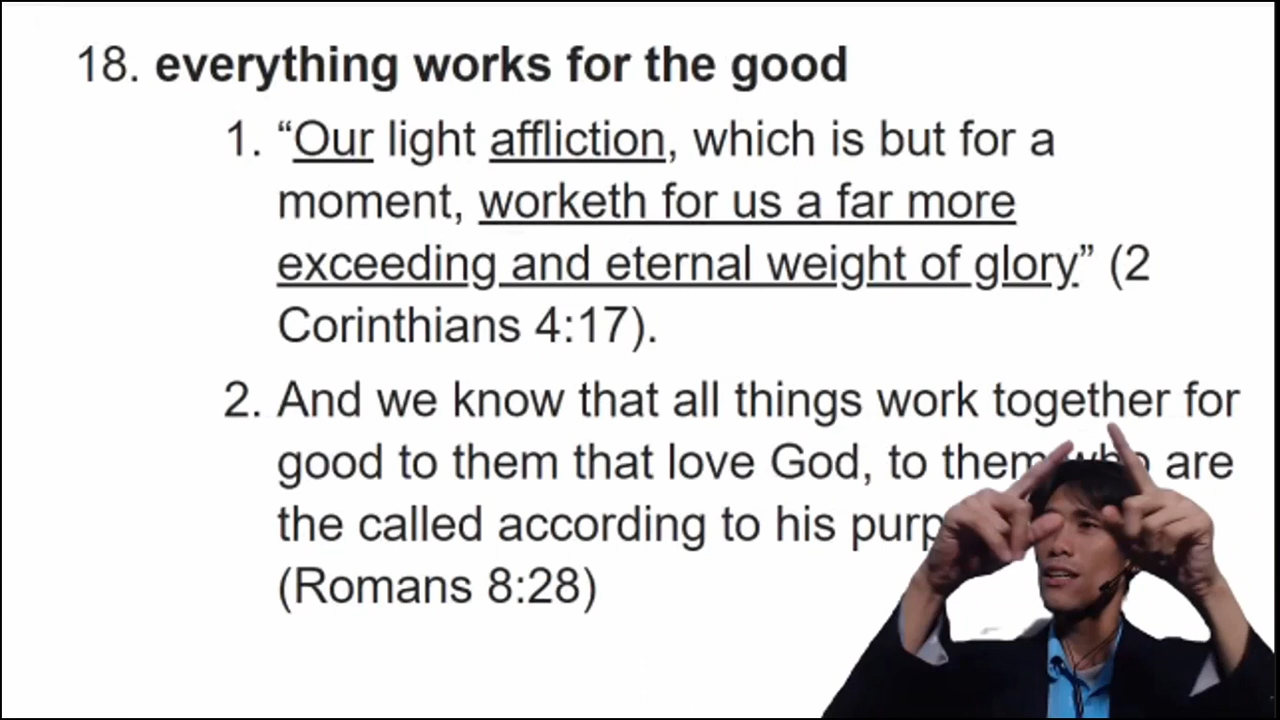 18. everything works for the good
1. “Our light affliction, which is but for a
moment, worketh for us a far more
exceeding and eternal weight of glory” (2
Corinthians 4:17).
2. And we know that all things work together for
good to them that love God, to them who are
the called according to his
(Romans 8:28)